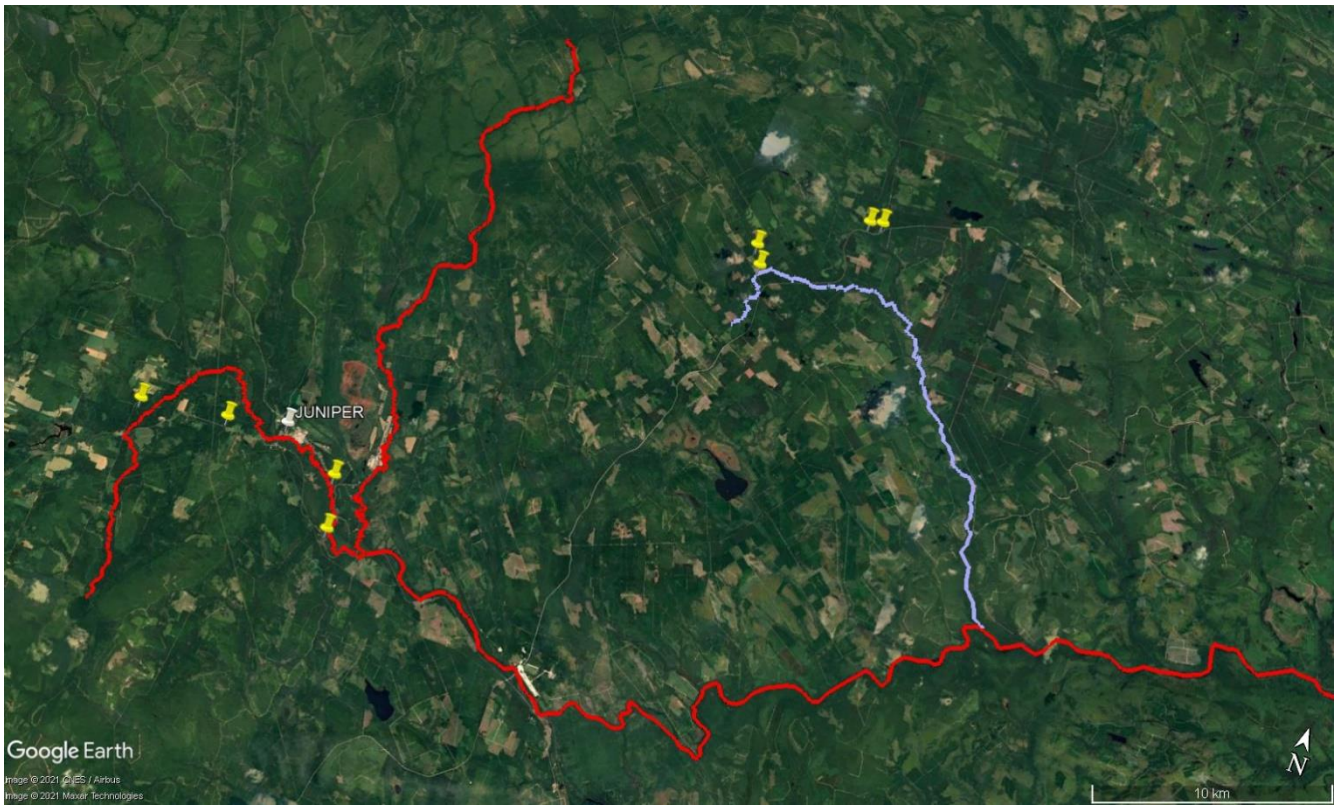 JUNIPER
Google Earth
Image © 2021 CNES / Airbus
Image © 2021 Maxar Technologies
N
10 km